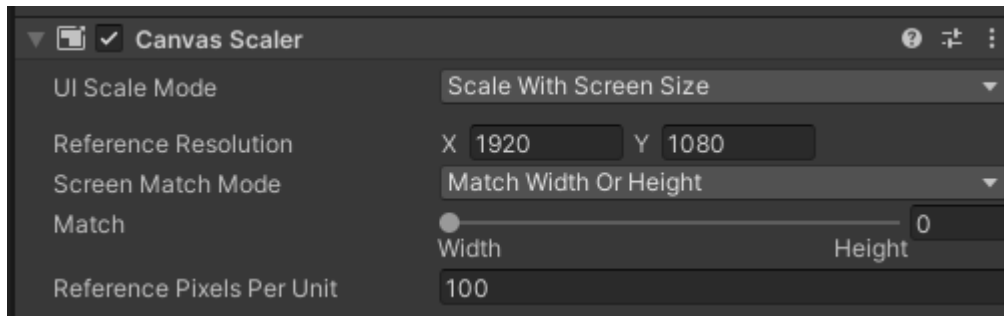 Canvas Scaler
UI Scale Mode Scale With Screen Size
Reference Resolution X 1920 Y 1080
Screen Match Mode Match Width Or Height
Match 0
Width Height
Reference Pixels Per Unit 100